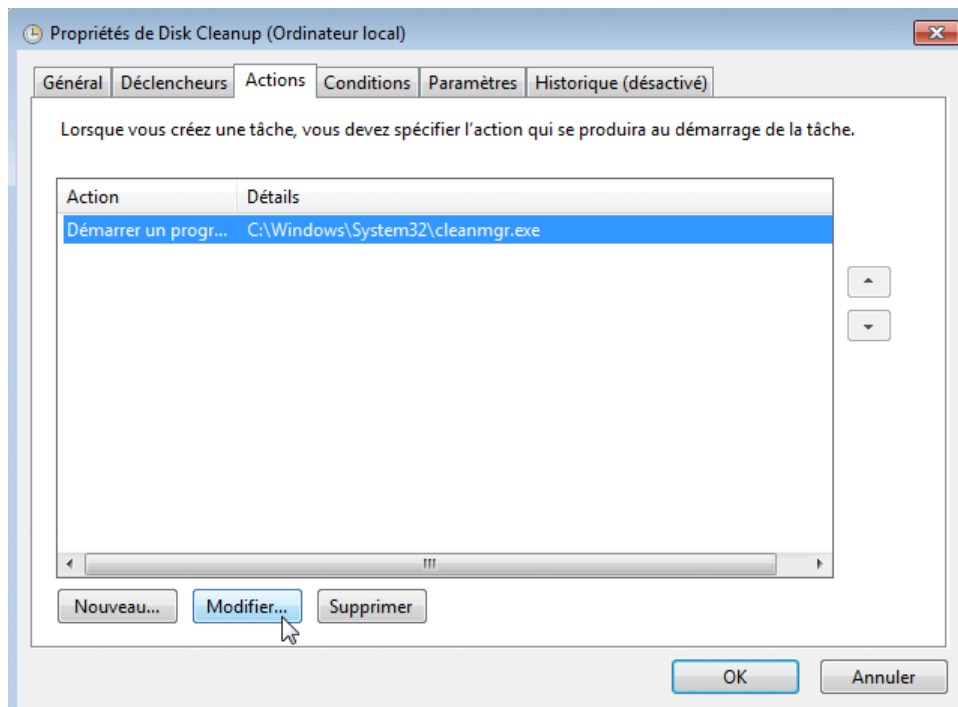 Propriétés de Disk Cleanup (Ordinateur local)
Général Déclencheurs Actions Conditions Paramètres Historique (désactivé)
Lorsque vous créez une tâche, vous devez spécifier l'action qui se produira au démarrage de la tâche.
Action Détails
Démarrer un progr... C:\Windows\System32\cleanmgr.exe
Nouveau... Modifier... Supprimer
OK Annuler